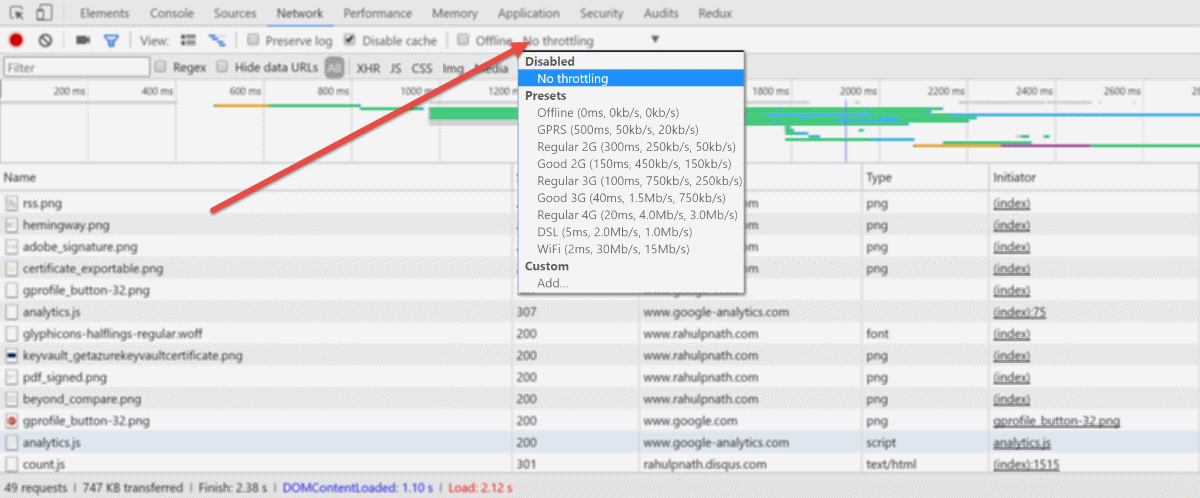 Elements Console Sources Network Performance Memory Application Security Audits Redux
View: Preserve log Disable cache Offline No throttling
Filter Regex Hide data URLs All XHR JS CSS Img Media
Disabled
No throttling
Presets
Offline (0ms, 0kb/s, 0kb/s)
GPRS (500ms, 50kb/s, 20kb/s)
Regular 2G (300ms, 250kb/s, 50kb/s)
Good 2G (150ms, 450kb/s, 150kb/s)
Regular 3G (100ms, 750kb/s, 250kb/s)
Good 3G (40ms, 1.5Mb/s, 750kb/s)
Regular 4G (20ms, 4.0Mb/s, 3.0Mb/s)
DSL (5ms, 2.0Mb/s, 1.0Mb/s)
WiFi (2ms, 30Mb/s, 15Mb/s)
Custom
Add...
200 ms 400 ms 600 ms 800 ms 1800 ms 2000 ms 2200 ms 2400 ms 2600 ms
Name Type Initiator
rss.png png (index)
hemingway.png png (index)
adobe_signature.png png (index)
certificate_exportable.png png (index)
gprofile_button-32.png (index)
analytics.js 307 www.google-analytics.com (index):75
glyphicons-halflings-regular.woff 200 www.rahulpnath.com font (index)
keyvault_getazurekeyvaultcertificate.png 200 www.rahulpnath.com png (index)
pdf_signed.png 200 www.rahulpnath.com png (index)
beyond_compare.png 200 www.rahulpnath.com png (index)
gprofile_button-32.png 200 www.google.com png gprofile_button-32.png
analytics.js 200 www.google-analytics.com script analytics.js
count.js 301 rahulpnath.disqus.com text/html (index):1515
49 requests | 747 KB transferred | Finish: 2.38 s | DOMContentLoaded: 1.10 s | Load: 2.12 s